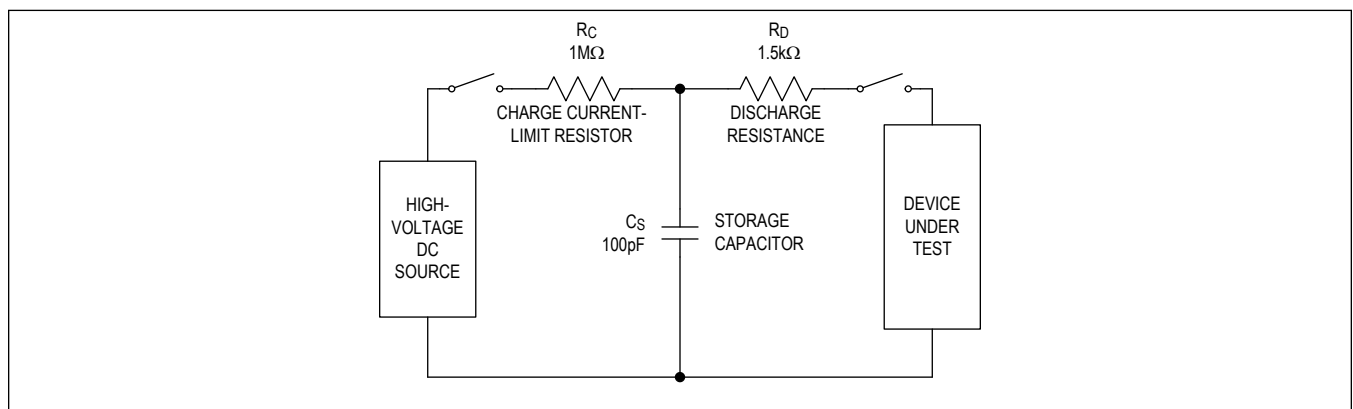 RC
1MΩ
CHARGE CURRENT-
LIMIT RESISTOR
RD
1.5kΩ
DISCHARGE
RESISTANCE
HIGH-
VOLTAGE
DC
SOURCE
CS
100pF
STORAGE
CAPACITOR
DEVICE
UNDER
TEST